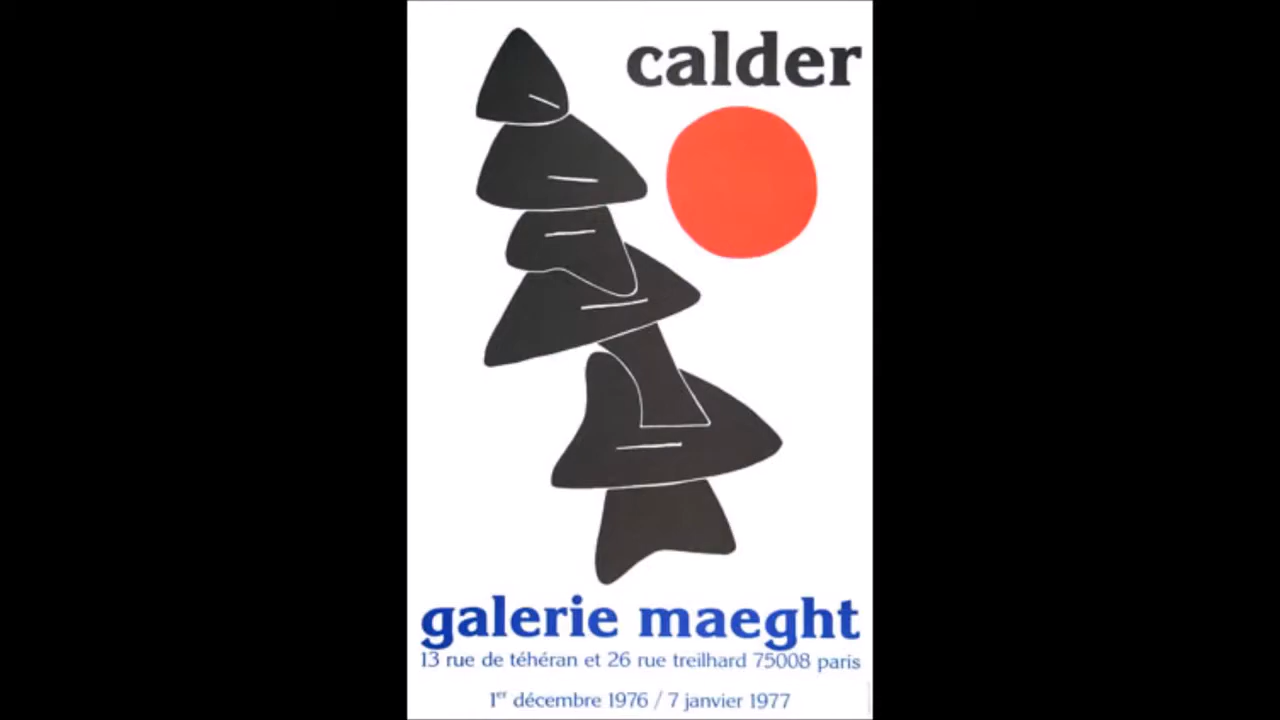 calder
galerie maeght
13 rue de téhéran et 26 rue treilhard 75008 paris
1er décembre 1976 / 7 janvier 1977